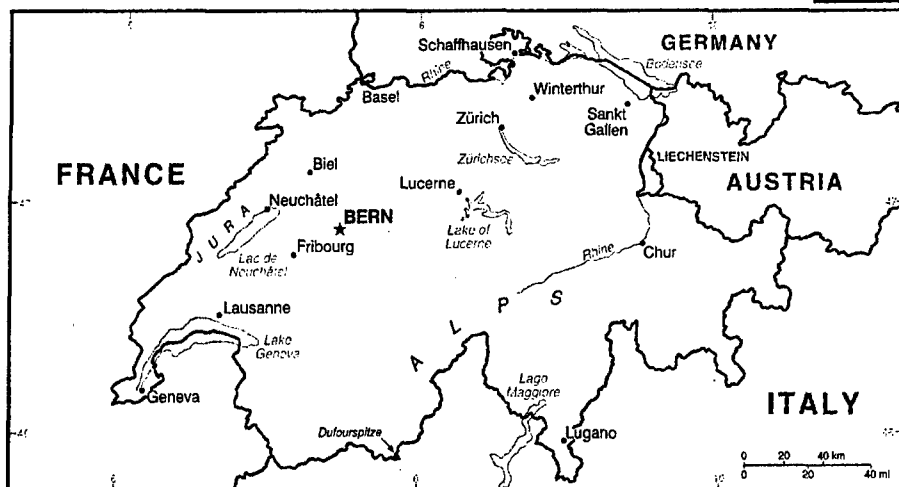 Schaffhausen
GERMANY
Rhine
Bodensee
Basel
Winterthur
Sankt
Gallen
Zürich
Zürichsee
LIECHENSTEIN
AUSTRIA
FRANCE
Biel
Lucerne
Neuchâtel
BERN
JURA
Lake of
Lucerne
Fribourg
Lac de
Neuchâtel
Rhine
Chur
Lausanne
ALPS
Lake
Geneva
Geneva
Lago
Maggiore
ITALY
Dufourspitze
Lugano
0 20 40 km
0 20 40 mi